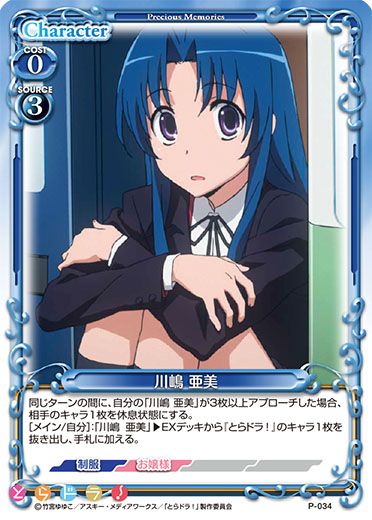 Precious Memories
Character
COST
0
SOURCE
3
川嶋 亜美
同じターンの間に、自分の「川嶋 亜美」が3枚以上アプローチした場合、
相手のキャラ1枚を休息状態にする。
[メイン/自分]:「川嶋 亜美」▶EXデッキから『とらドラ!』のキャラ1枚を
抜き出し、手札に加える。
制服 お嬢様
とらドラ!
©竹宮ゆゆこ/アスキー・メディアワークス/「とらドラ!」製作委員会 P-034